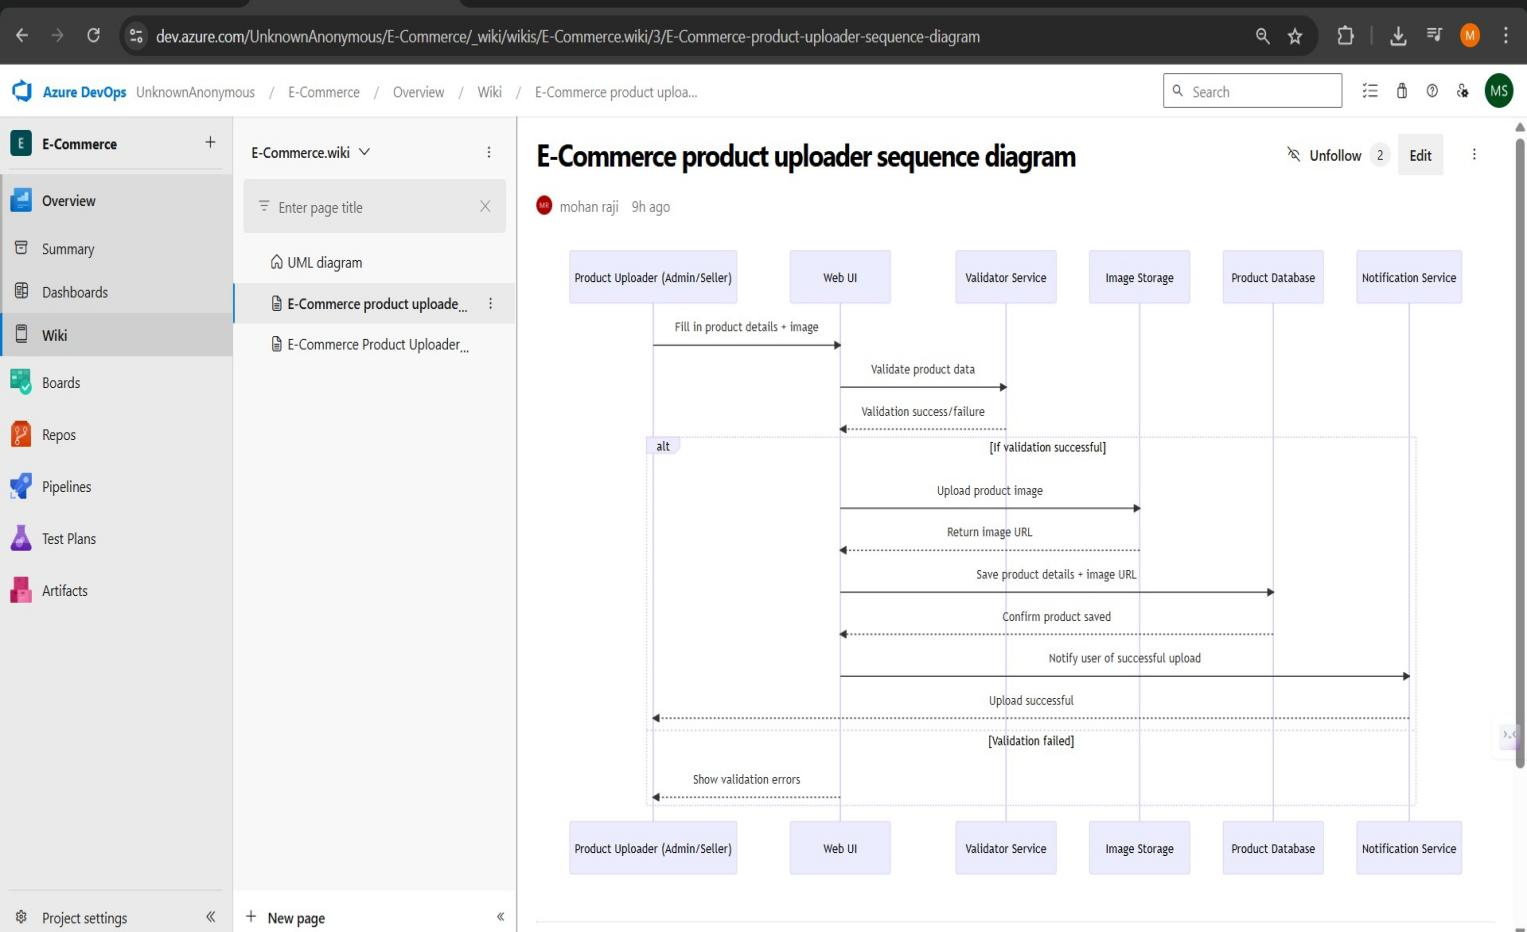 dev.azure.com/UnknownAnonymous/E-Commerce/_wiki/wikis/E-Commerce.wiki/3/E-Commerce-product-uploader-sequence-diagram
M
Azure DevOps UnknownAnonymous / E-Commerce / Overview / Wiki / E-Commerce product uploa...
Search
MS
E E-Commerce +
Overview
Summary
Dashboards
Wiki
Boards
Repos
Pipelines
Test Plans
Artifacts
Project settings
E-Commerce.wiki
Enter page title
UML diagram
E-Commerce product uploade...
E-Commerce Product Uploader...
+ New page
E-Commerce product uploader sequence diagram
Unfollow 2 Edit
MR mohan raji 9h ago
Product Uploader (Admin/Seller) Web UI Validator Service Image Storage Product Database Notification Service
Fill in product details + image
Validate product data
Validation success/failure
alt [If validation successful]
Upload product image
Return image URL
Save product details + image URL
Confirm product saved
Notify user of successful upload
Upload successful
[Validation failed]
Show validation errors
Product Uploader (Admin/Seller) Web UI Validator Service Image Storage Product Database Notification Service